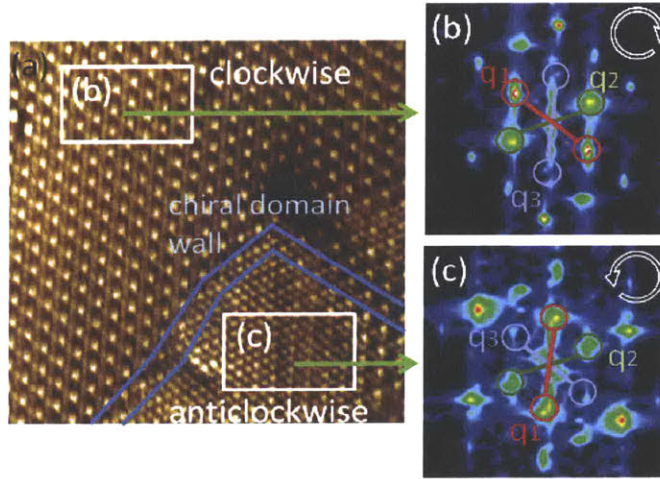 (a)
(b)
clockwise
chiral domain
wall
(c)
anticlockwise
(b)
q1
q2
q3
(c)
q3
q2
q1